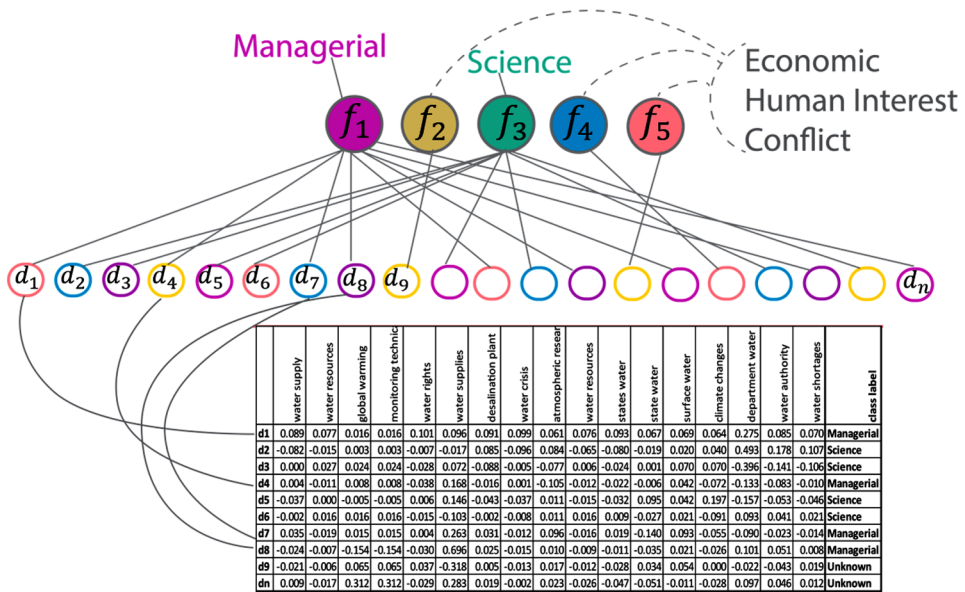 Managerial
Science
Economic
Human Interest
Conflict
f1 f2 f3 f4 f5
d1 d2 d3 d4 d5 d6 d7 d8 d9 dn
water supply water resources global warming monitoring technic water rights water supplies desalination plant water crisis atmospheric resear water resources states water state water surface water climate changes department water water authority water shortages class label
d1 0.089 0.077 0.016 0.016 0.101 0.096 0.091 0.099 0.061 0.076 0.093 0.067 0.069 0.064 0.275 0.085 0.070 Managerial
d2 -0.082 -0.015 0.003 0.003 -0.007 -0.017 0.085 -0.096 0.084 -0.065 -0.080 -0.019 0.020 0.040 0.493 0.178 0.107 Science
d3 0.000 0.027 0.024 0.024 -0.028 0.072 -0.088 -0.005 -0.077 0.006 -0.024 0.001 0.070 0.070 -0.396 -0.141 -0.106 Science
d4 0.004 -0.011 0.008 0.008 -0.038 0.168 -0.016 0.001 -0.105 -0.012 -0.022 -0.006 0.042 -0.072 -0.133 -0.083 -0.010 Managerial
d5 -0.037 0.000 -0.005 -0.005 0.006 0.146 -0.043 -0.037 0.011 -0.015 -0.032 0.095 0.042 0.197 -0.157 -0.053 -0.046 Science
d6 -0.002 0.016 0.016 0.016 -0.015 -0.103 -0.002 -0.008 0.011 0.016 0.009 -0.027 0.021 -0.091 0.093 0.041 0.021 Science
d7 0.035 -0.019 0.015 0.015 0.004 0.263 0.031 -0.012 0.096 -0.016 0.019 -0.140 0.093 -0.055 -0.090 -0.023 -0.014 Managerial
d8 -0.024 -0.007 -0.154 -0.154 -0.030 0.696 0.025 -0.015 0.010 -0.009 -0.011 -0.035 0.021 -0.026 0.101 0.051 0.008 Managerial
d9 -0.021 -0.006 0.065 0.065 0.037 -0.318 0.005 -0.013 0.017 -0.012 -0.028 0.034 0.054 0.000 -0.022 -0.043 0.019 Unknown
dn 0.009 -0.017 0.312 0.312 -0.029 0.283 0.019 -0.002 0.023 -0.026 -0.047 -0.051 -0.011 -0.028 0.097 0.046 0.012 Unknown